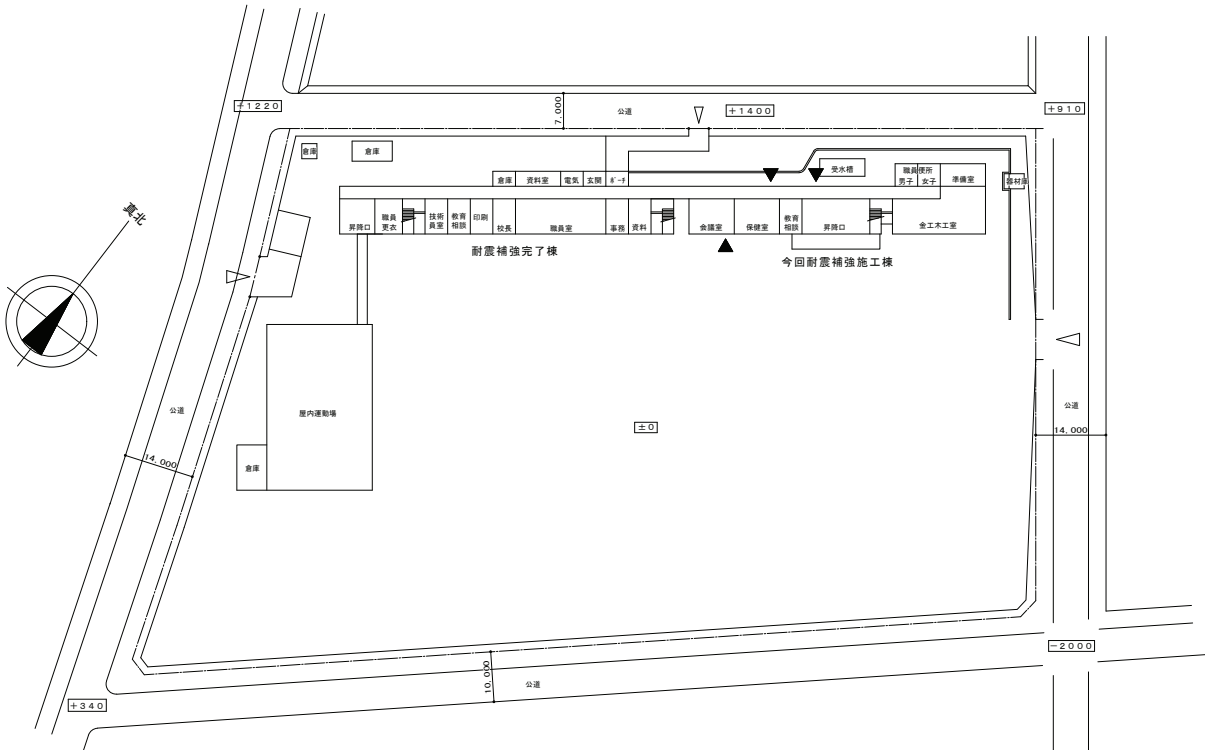 +1220
7,000
公道
+1400
+910
真北
倉庫
倉庫
倉庫
資料室
電気
玄関
ポーチ
受水槽
職員便所
男子
女子
準備室
器材庫
昇降口
職員
更衣
技術
員室
教育
相談
印刷
校長
職員室
事務
資料
会議室
保健室
教育
相談
昇降口
金工木工室
耐震補強完了棟
今回耐震補強施工棟
公道
14,000
屋内運動場
倉庫
±0
公道
14,000
-2000
10,000
公道
+340